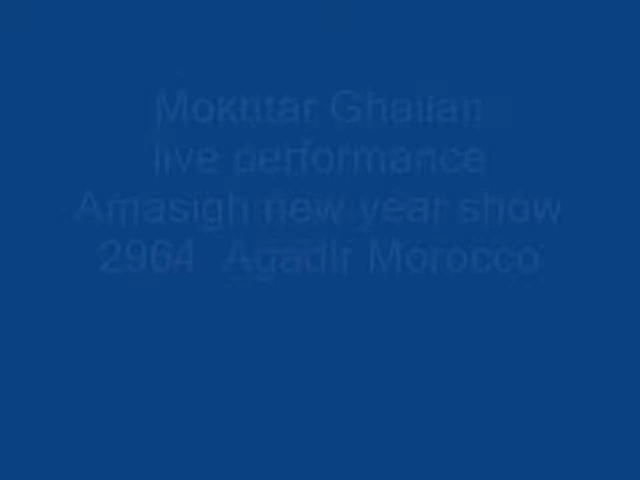 Mokhtar Ghailan
live performance
Amasigh new year show
2964 Agadir Morocco